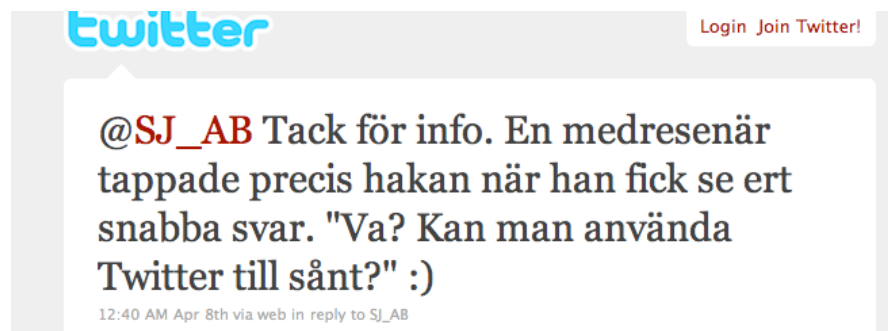 twitter
Login Join Twitter!
@SJ_AB Tack för info. En medresenär
tappade precis hakan när han fick se ert
snabba svar. "Va? Kan man använda
Twitter till sånt?" :)
12:40 AM Apr 8th via web in reply to SJ_AB